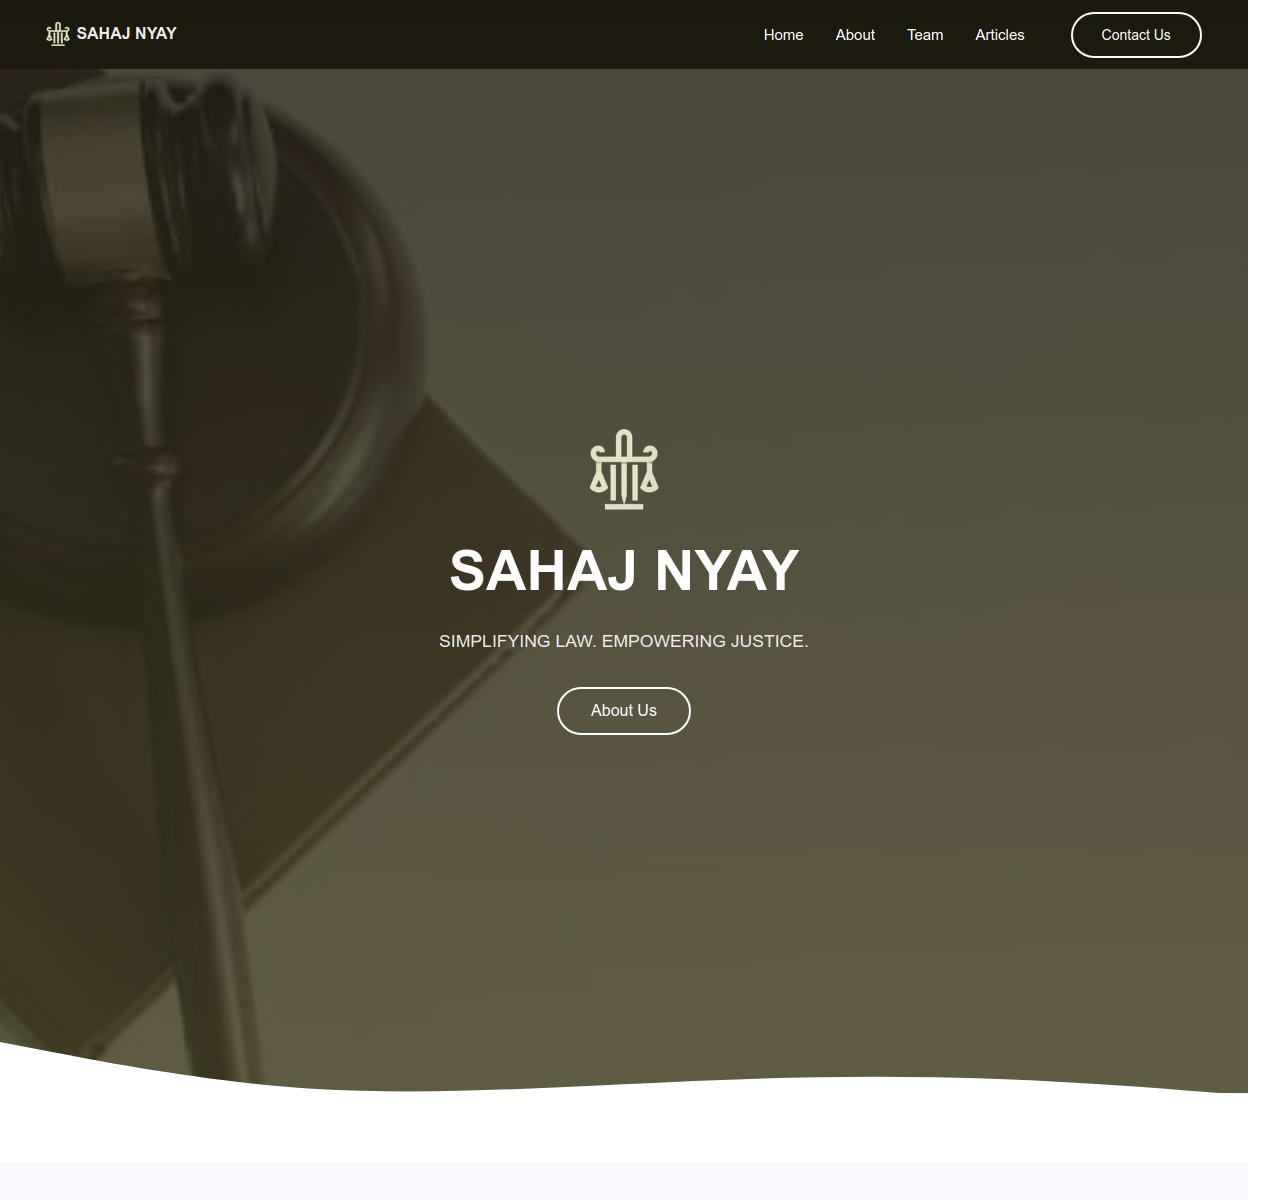 SAHAJ NYAY
Home
About
Team
Articles
Contact Us
SAHAJ NYAY
SIMPLIFYING LAW. EMPOWERING JUSTICE.
About Us